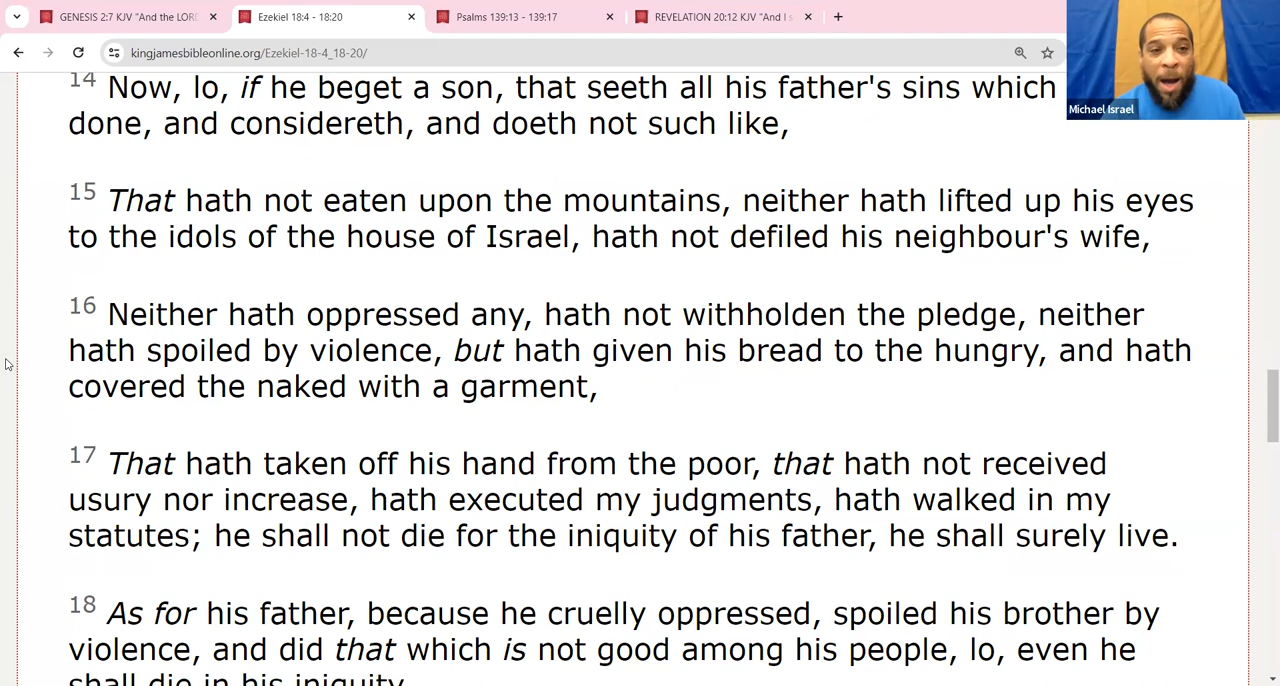 GENESIS 2:7 KJV "And the LORD
Ezekiel 18:4 - 18:20
Psalms 139:13 - 139:17
REVELATION 20:12 KJV "And I s
kingjamesbibleonline.org/Ezekiel-18-4_18-20/
Michael Israel
14 Now, lo, if he beget a son, that seeth all his father's sins which
done, and considereth, and doeth not such like,
15 That hath not eaten upon the mountains, neither hath lifted up his eyes
to the idols of the house of Israel, hath not defiled his neighbour's wife,
16 Neither hath oppressed any, hath not withholden the pledge, neither
hath spoiled by violence, but hath given his bread to the hungry, and hath
covered the naked with a garment,
17 That hath taken off his hand from the poor, that hath not received
usury nor increase, hath executed my judgments, hath walked in my
statutes; he shall not die for the iniquity of his father, he shall surely live.
18 As for his father, because he cruelly oppressed, spoiled his brother by
violence, and did that which is not good among his people, lo, even he
shall die in his iniquity